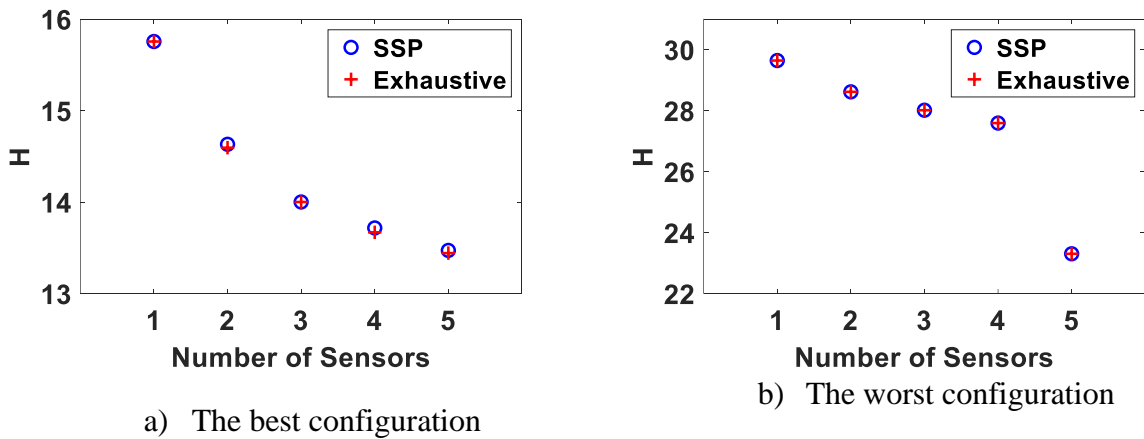 16
15
14
13
H
SSP
Exhaustive
1 2 3 4 5
Number of Sensors
a) The best configuration
30
28
26
24
22
H
SSP
Exhaustive
1 2 3 4 5
Number of Sensors
b) The worst configuration